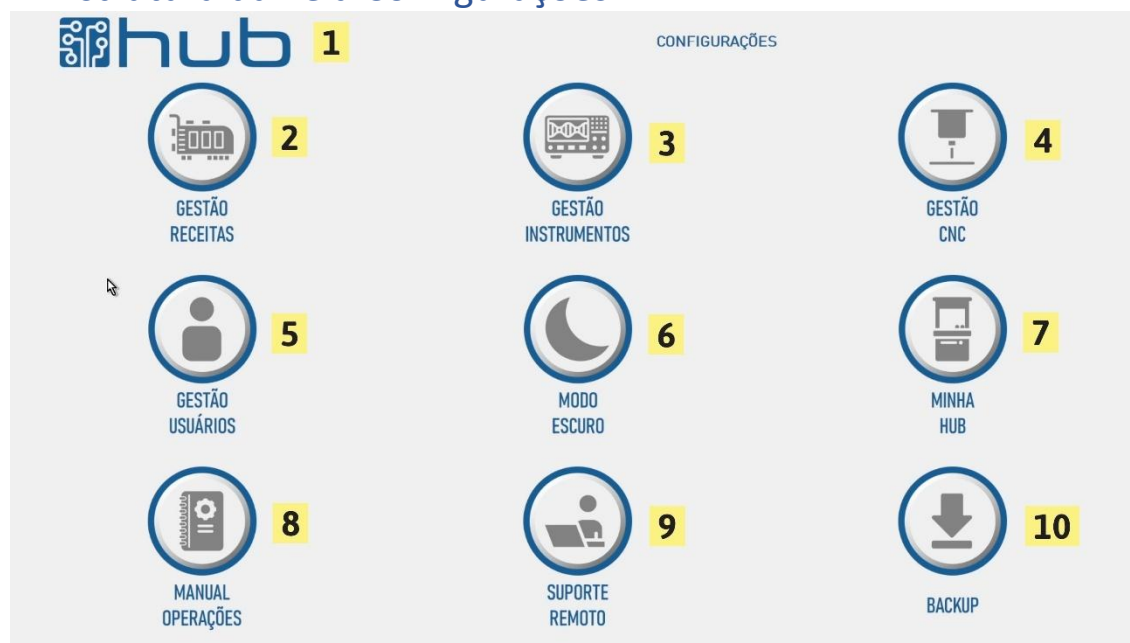 hub 1
CONFIGURAÇÕES
2
3
4
GESTÃO
RECEITAS
GESTÃO
INSTRUMENTOS
GESTÃO
CNC
5
6
7
GESTÃO
USUÁRIOS
MODO
ESCURO
MINHA
HUB
8
9
10
MANUAL
OPERAÇÕES
SUPORTE
REMOTO
BACKUP